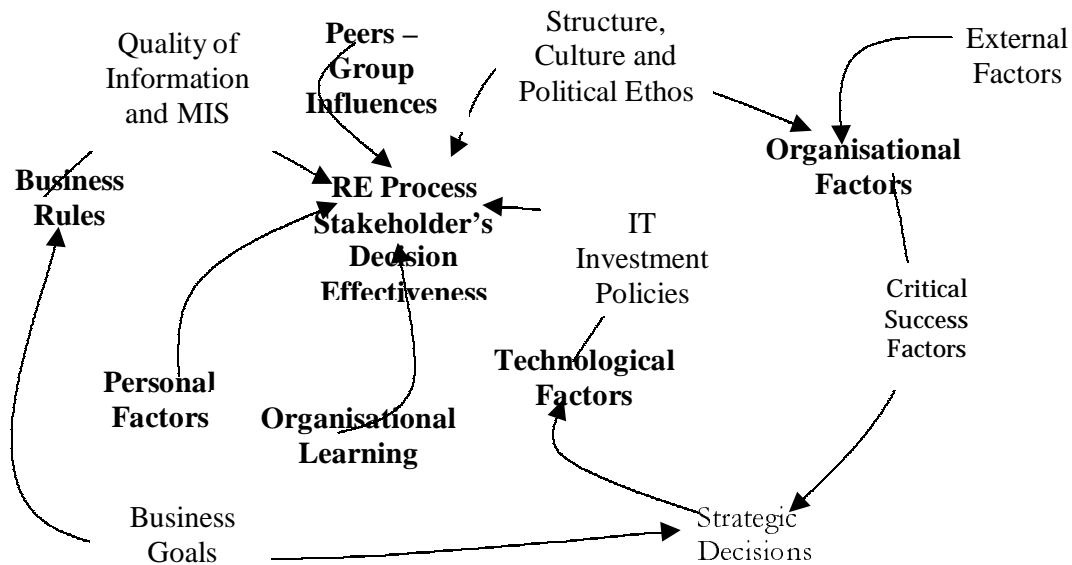 Quality of
Information
and MIS
Peers –
Group
Influences
Structure,
Culture and
Political Ethos
External
Factors
Business
Rules
RE Process
Stakeholder’s
Decision
Effectiveness
Organisational
Factors
IT
Investment
Policies
Critical
Success
Factors
Personal
Factors
Organisational
Learning
Technological
Factors
Business
Goals
Strategic
Decisions